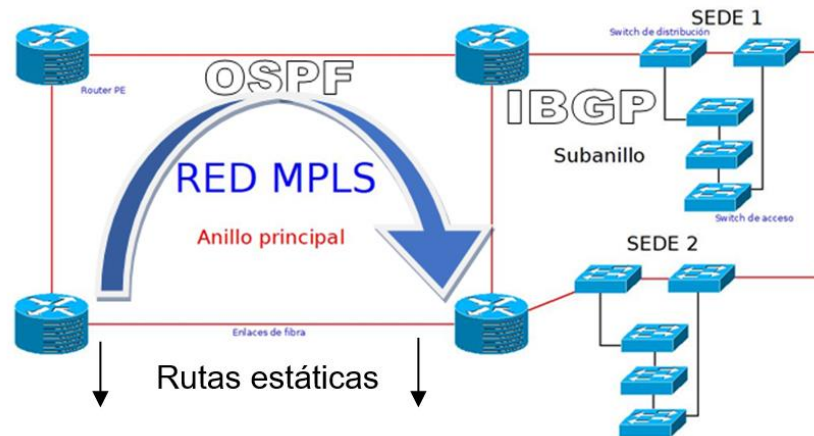 Switch de distribución
SEDE 1
OSPF
Router PE
IBGP
RED MPLS
Subanillo
Anillo principal
Switch de acceso
SEDE 2
Enlaces de fibra
Rutas estáticas